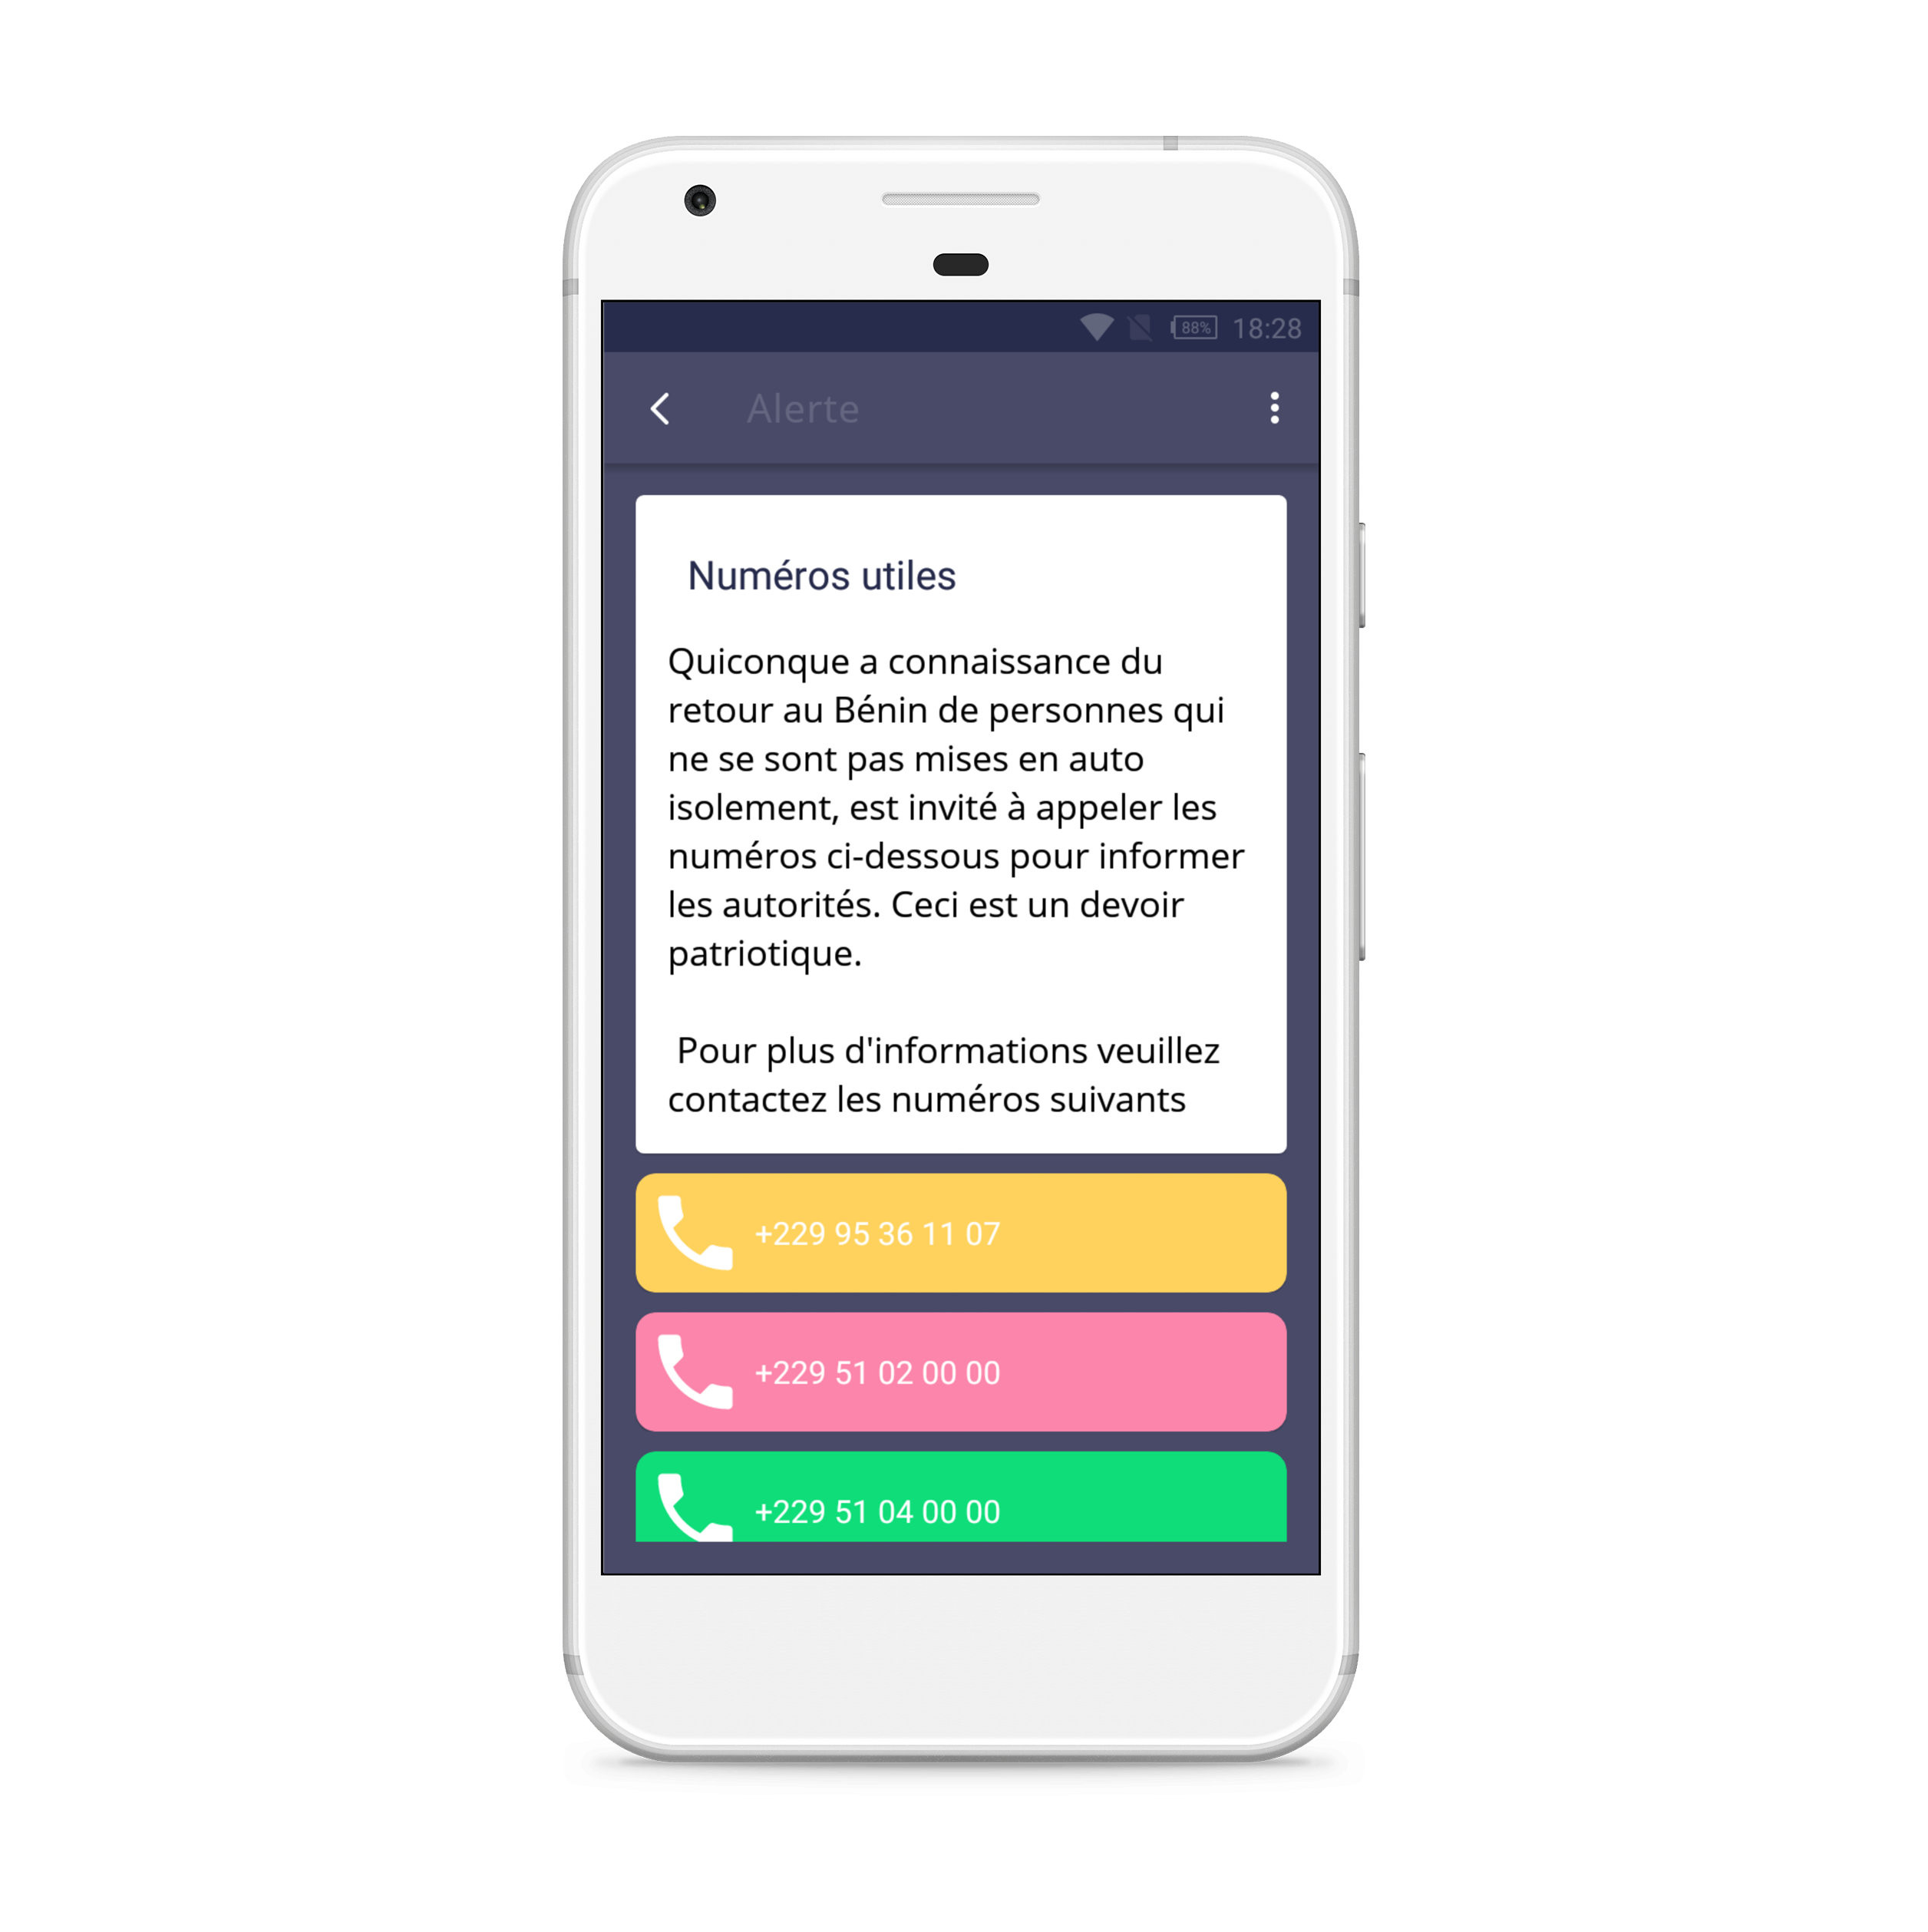 88% 18:28
Alerte
Numéros utiles
Quiconque a connaissance du
retour au Bénin de personnes qui
ne se sont pas mises en auto
isolement, est invité à appeler les
numéros ci-dessous pour informer
les autorités. Ceci est un devoir
patriotique.
Pour plus d'informations veuillez
contactez les numéros suivants
+229 95 36 11 07
+229 51 02 00 00
+229 51 04 00 00